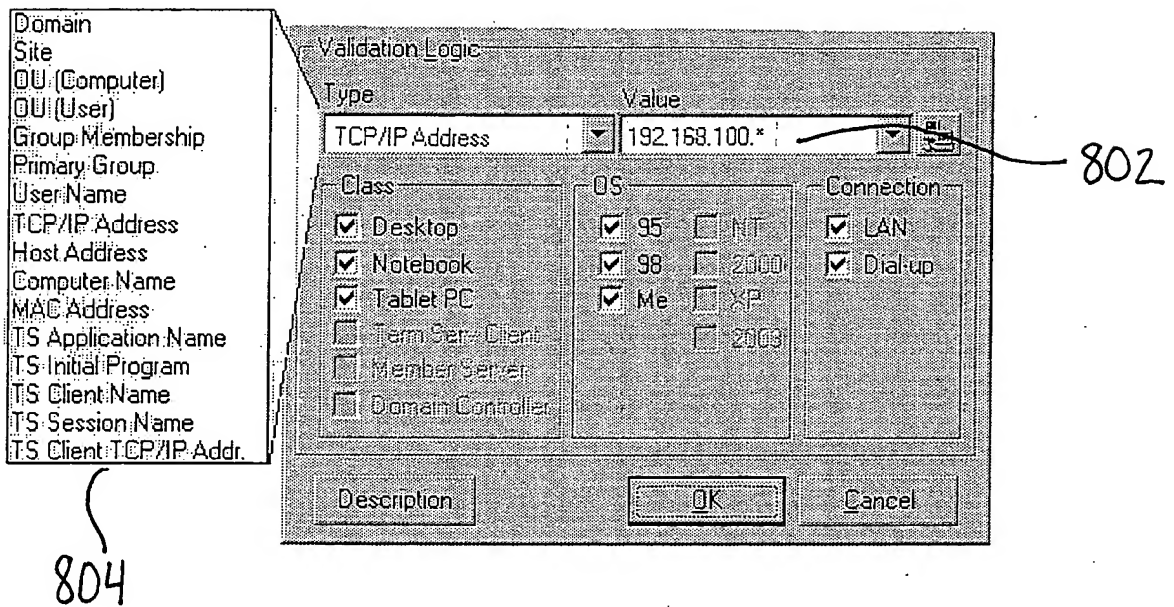 Domain
Site
OU (Computer)
OU (User)
Group Membership
Primary Group
User Name
TCP/IP Address
Host Address
Computer Name
MAC Address
TS Application Name
TS Initial Program
TS Client Name
TS Session Name
TS Client TCP/IP Addr.
804
Validation Logic
Type Value
TCP/IP Address 192.168.100.*
802
Class OS Connection
Desktop 95 NT LAN
Notebook 98 2000 Dial-up
Tablet PC Me XP
Term Serv Client 2003
Member Server
Domain Controller
Description OK Cancel